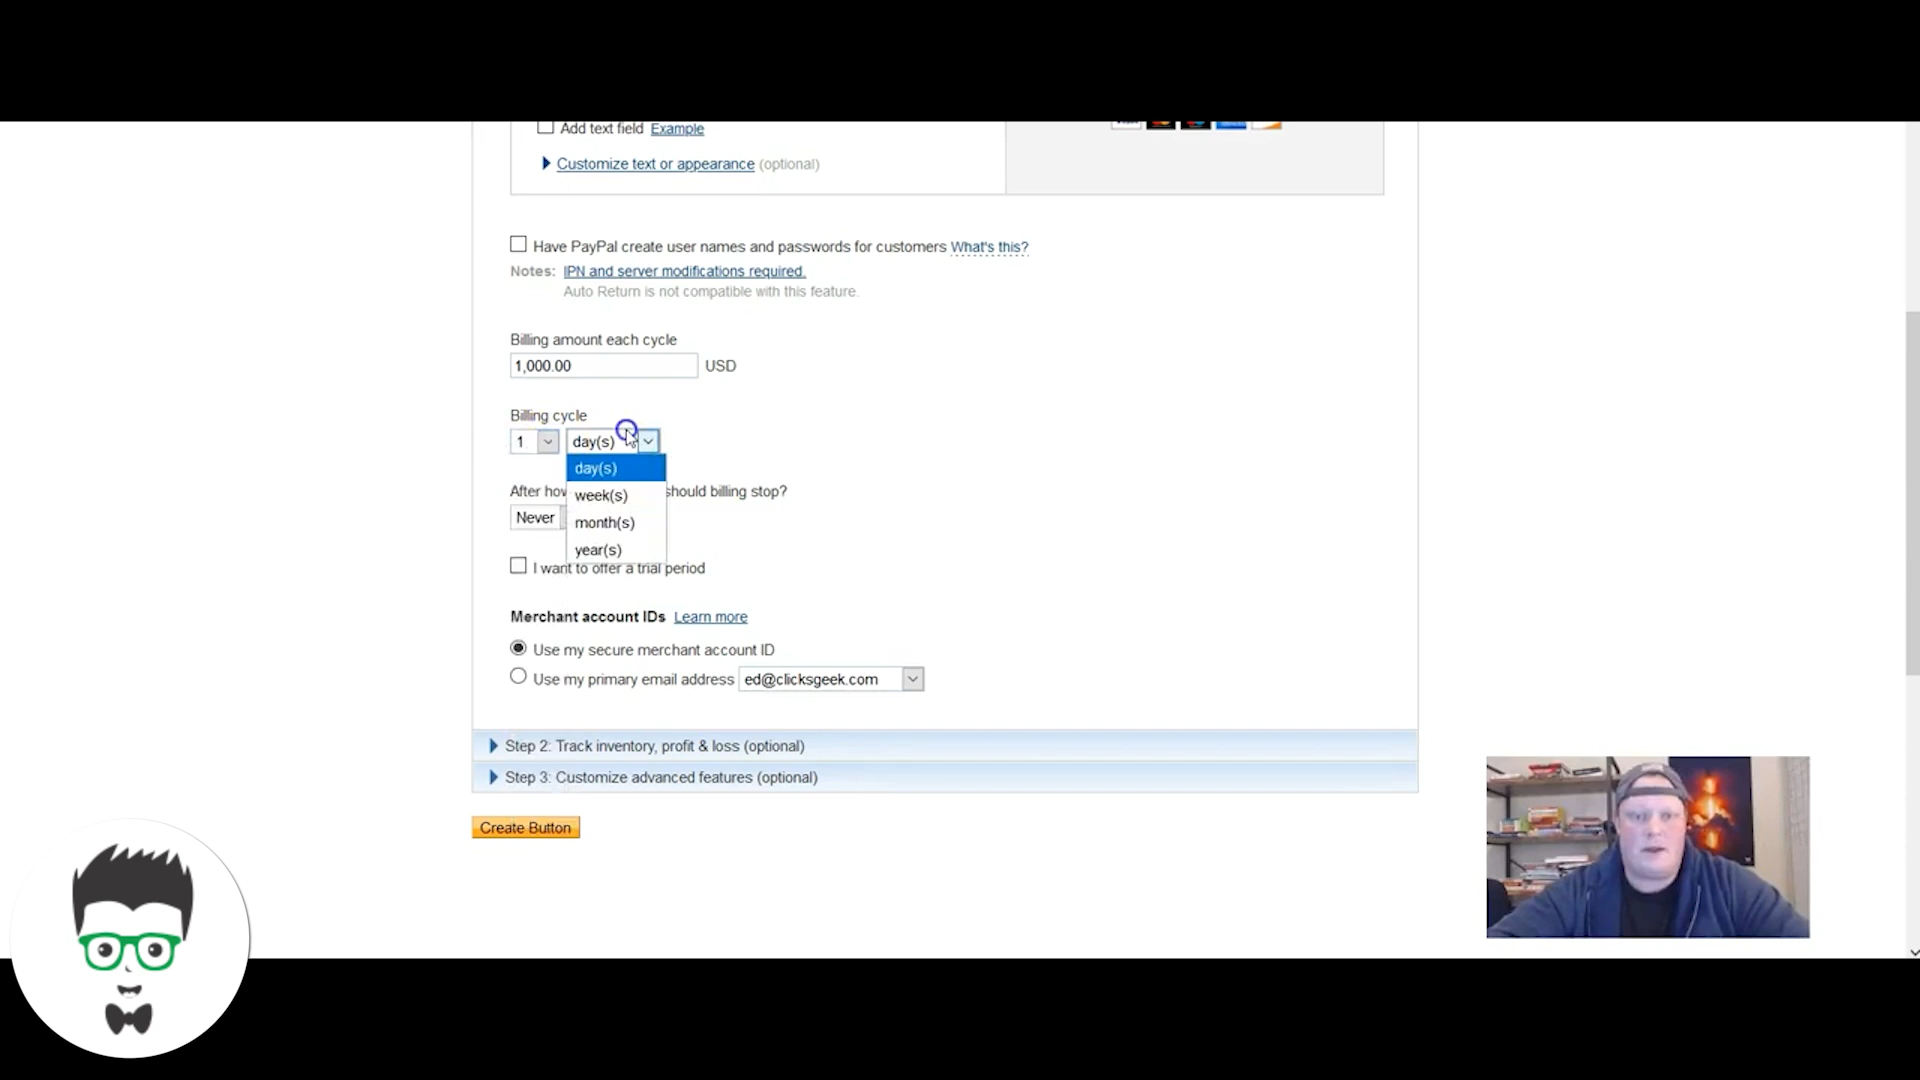 Add text field Example
Customize text or appearance (optional)
Have PayPal create user names and passwords for customers What's this?
Notes: IPN and server modifications required.
Auto Return is not compatible with this feature.
Billing amount each cycle
1,000.00 USD
Billing cycle
1 day(s)
day(s)
week(s)
month(s)
year(s)
After how should billing stop?
Never
I want to offer a trial period
Merchant account IDs Learn more
Use my secure merchant account ID
Use my primary email address ed@clicksgeek.com
Step 2: Track inventory, profit & loss (optional)
Step 3: Customize advanced features (optional)
Create Button